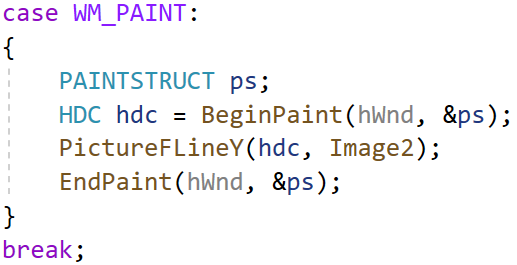 case WM_PAINT:
{
    PAINTSTRUCT ps;
    HDC hdc = BeginPaint(hWnd, &ps);
    PictureFLineY(hdc, Image2);
    EndPaint(hWnd, &ps);
}
break;